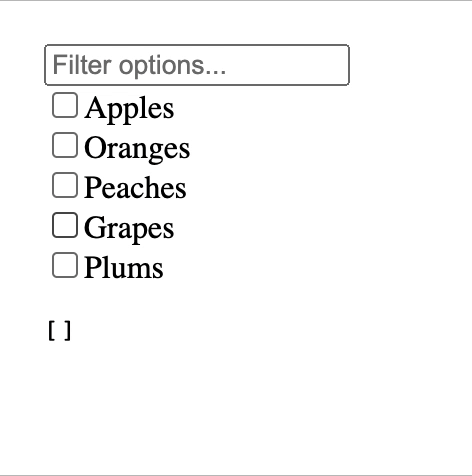 Filter options...
Apples
Oranges
Peaches
Grapes
Plums
[]